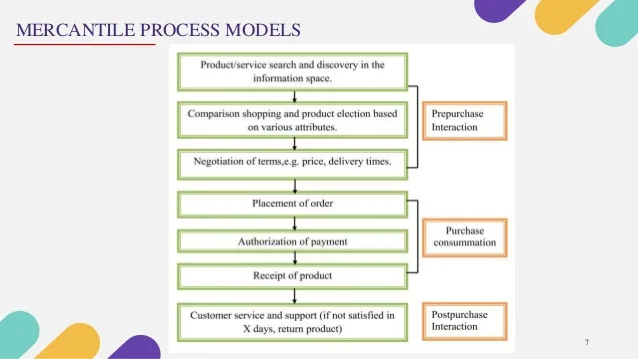 MERCANTILE PROCESS MODELS
Product/service search and discovery in the
information space.
Comparison shopping and product election based
on various attributes.
Prepurchase
Interaction
Negotiation of terms,e.g. price, delivery times.
Placement of order
Authorization of payment
Purchase
consummation
Receipt of product
Customer service and support (if not satisfied in
X days, return product)
Postpurchase
Interaction
7